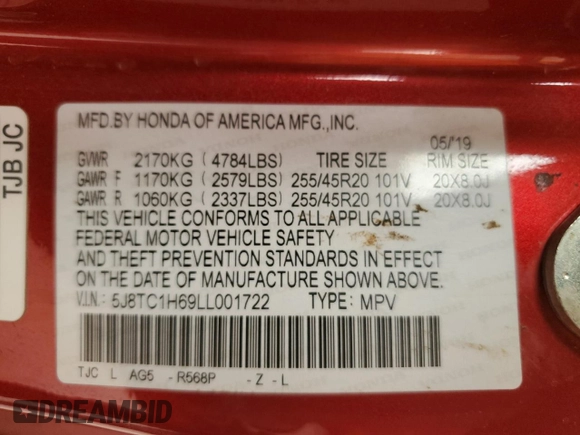 TJB JC
MFD.BY HONDA OF AMERICA MFG.,INC.
05/'19
GVWR 2170KG ( 4784LBS) TIRE SIZE RIM SIZE
GAWR F 1170KG ( 2579LBS) 255/45R20 101V 20X8.0J
GAWR R 1060KG ( 2337LBS) 255/45R20 101V 20X8.0J
THIS VEHICLE CONFORMS TO ALL APPLICABLE
FEDERAL MOTOR VEHICLE SAFETY
AND THEFT PREVENTION STANDARDS IN EFFECT
ON THE DATE OF MANUFACTURE SHOWN ABOVE.
V.I.N.: 5J8TC1H69LL001722 TYPE: MPV
TJC L AG5 - R568P - Z - L
DREAMBID